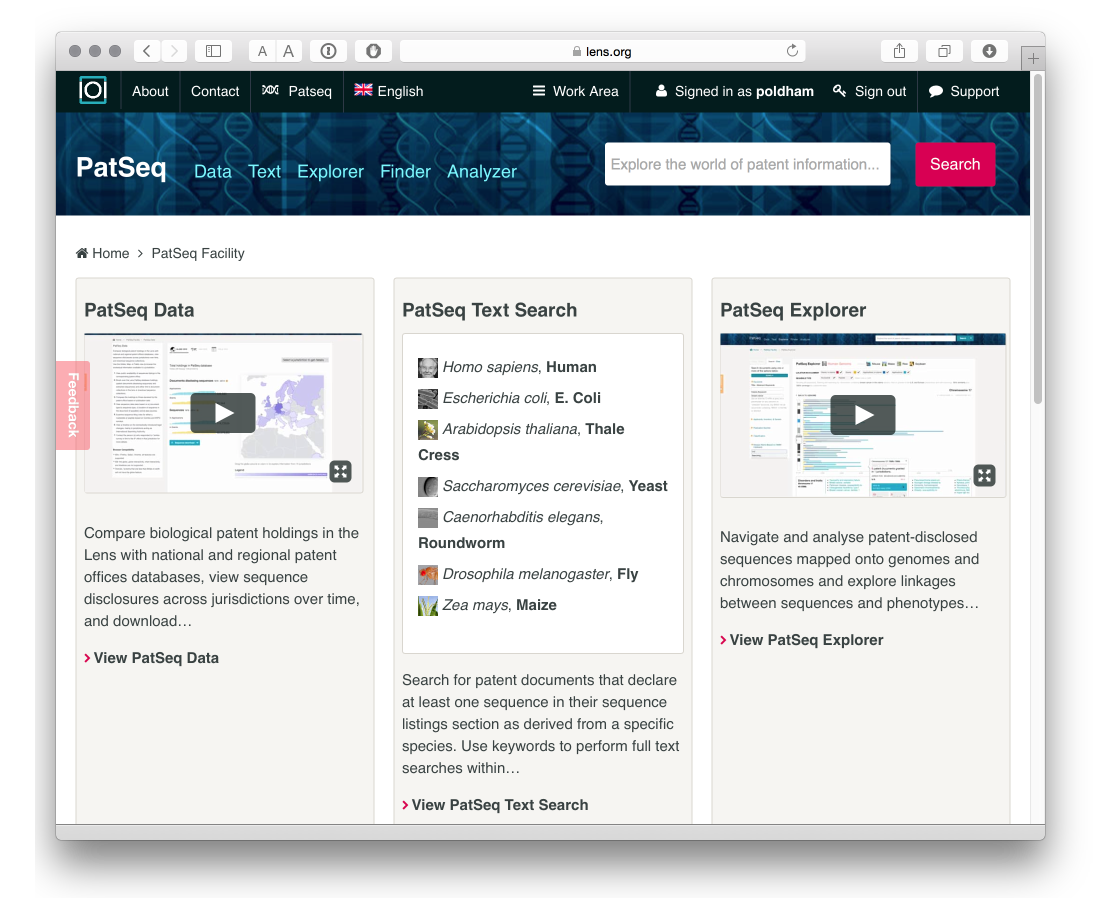 A A
lens.org
About Contact Patseq English Work Area Signed in as poldham Sign out Support
PatSeq Data Text Explorer Finder Analyzer Explore the world of patent information... Search
Home > PatSeq Facility
Feedback
PatSeq Data
Compare biological patent holdings in the
Lens with national and regional patent
offices databases, view sequence
disclosures across jurisdictions over time,
and download…
View PatSeq Data
PatSeq Text Search
Homo sapiens, Human
Escherichia coli, E. Coli
Arabidopsis thaliana, Thale
Cress
Saccharomyces cerevisiae, Yeast
Caenorhabditis elegans,
Roundworm
Drosophila melanogaster, Fly
Zea mays, Maize
Search for patent documents that declare
at least one sequence in their sequence
listings section as derived from a specific
species. Use keywords to perform full text
searches within…
View PatSeq Text Search
PatSeq Explorer
Navigate and analyse patent-disclosed
sequences mapped onto genomes and
chromosomes and explore linkages
between sequences and phenotypes…
View PatSeq Explorer